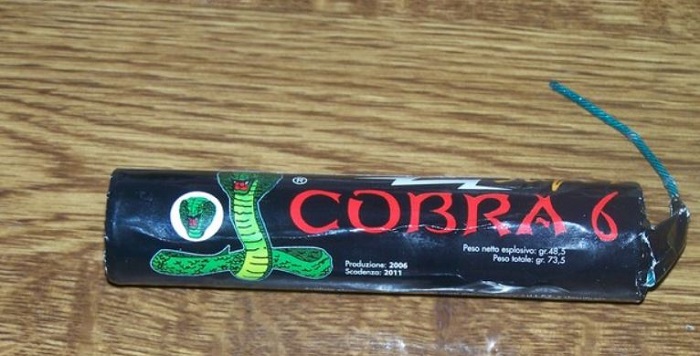 ® COBRA 6
Peso netto esplosivo: gr.48,5
Peso totale: gr. 73,5
Produzione: 2006
Scadenza: 2011